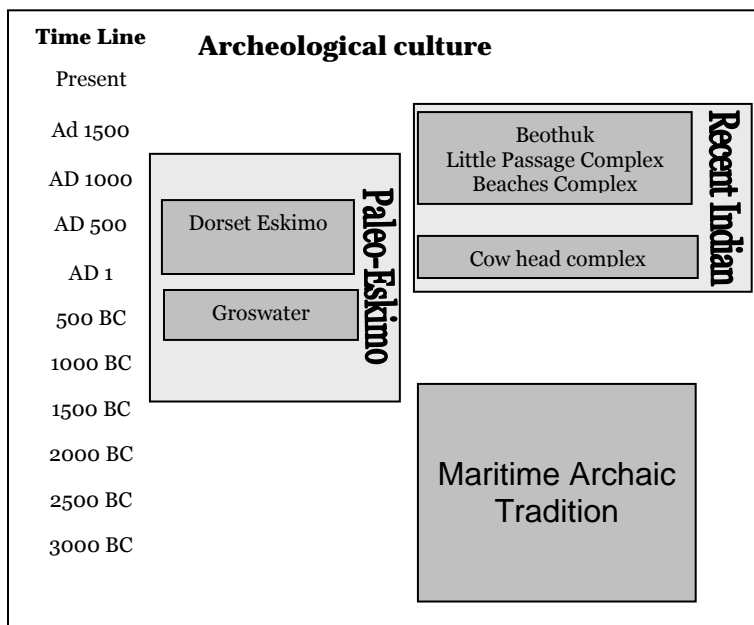 Time Line
Archeological culture
Present
Ad 1500
AD 1000
AD 500
AD 1
500 BC
1000 BC
1500 BC
2000 BC
2500 BC
3000 BC
Paleo-Eskimo
Dorset Eskimo
Groswater
Recent Indian
Beothuk
Little Passage Complex
Beaches Complex
Cow head complex
Maritime Archaic
Tradition